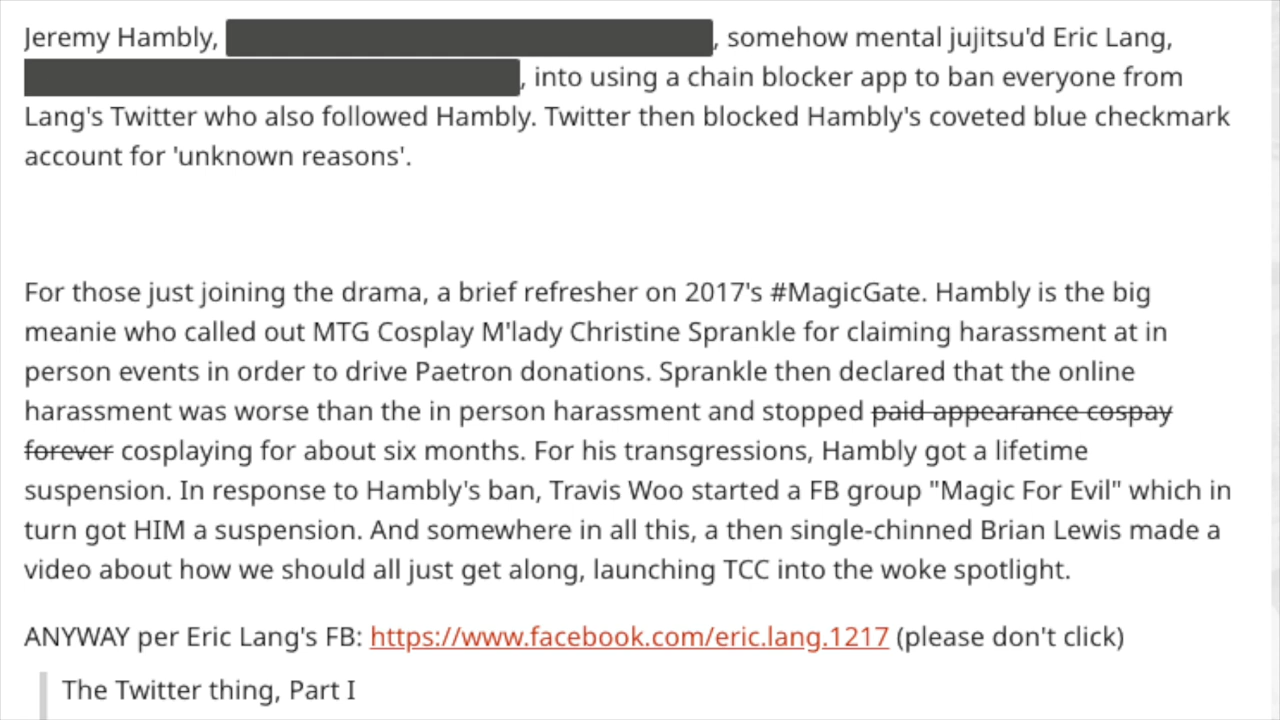 Jeremy Hambly, , somehow mental jujitsu'd Eric Lang,
, into using a chain blocker app to ban everyone from
Lang's Twitter who also followed Hambly. Twitter then blocked Hambly's coveted blue checkmark
account for 'unknown reasons'.
For those just joining the drama, a brief refresher on 2017's #MagicGate. Hambly is the big
meanie who called out MTG Cosplay M'lady Christine Sprankle for claiming harassment at in
person events in order to drive Paetron donations. Sprankle then declared that the online
harassment was worse than the in person harassment and stopped paid appearance cospay
forever cosplaying for about six months. For his transgressions, Hambly got a lifetime
suspension. In response to Hambly's ban, Travis Woo started a FB group "Magic For Evil" which in
turn got HIM a suspension. And somewhere in all this, a then single-chinned Brian Lewis made a
video about how we should all just get along, launching TCC into the woke spotlight.
ANYWAY per Eric Lang's FB: https://www.facebook.com/eric.lang.1217 (please don't click)
The Twitter thing, Part I